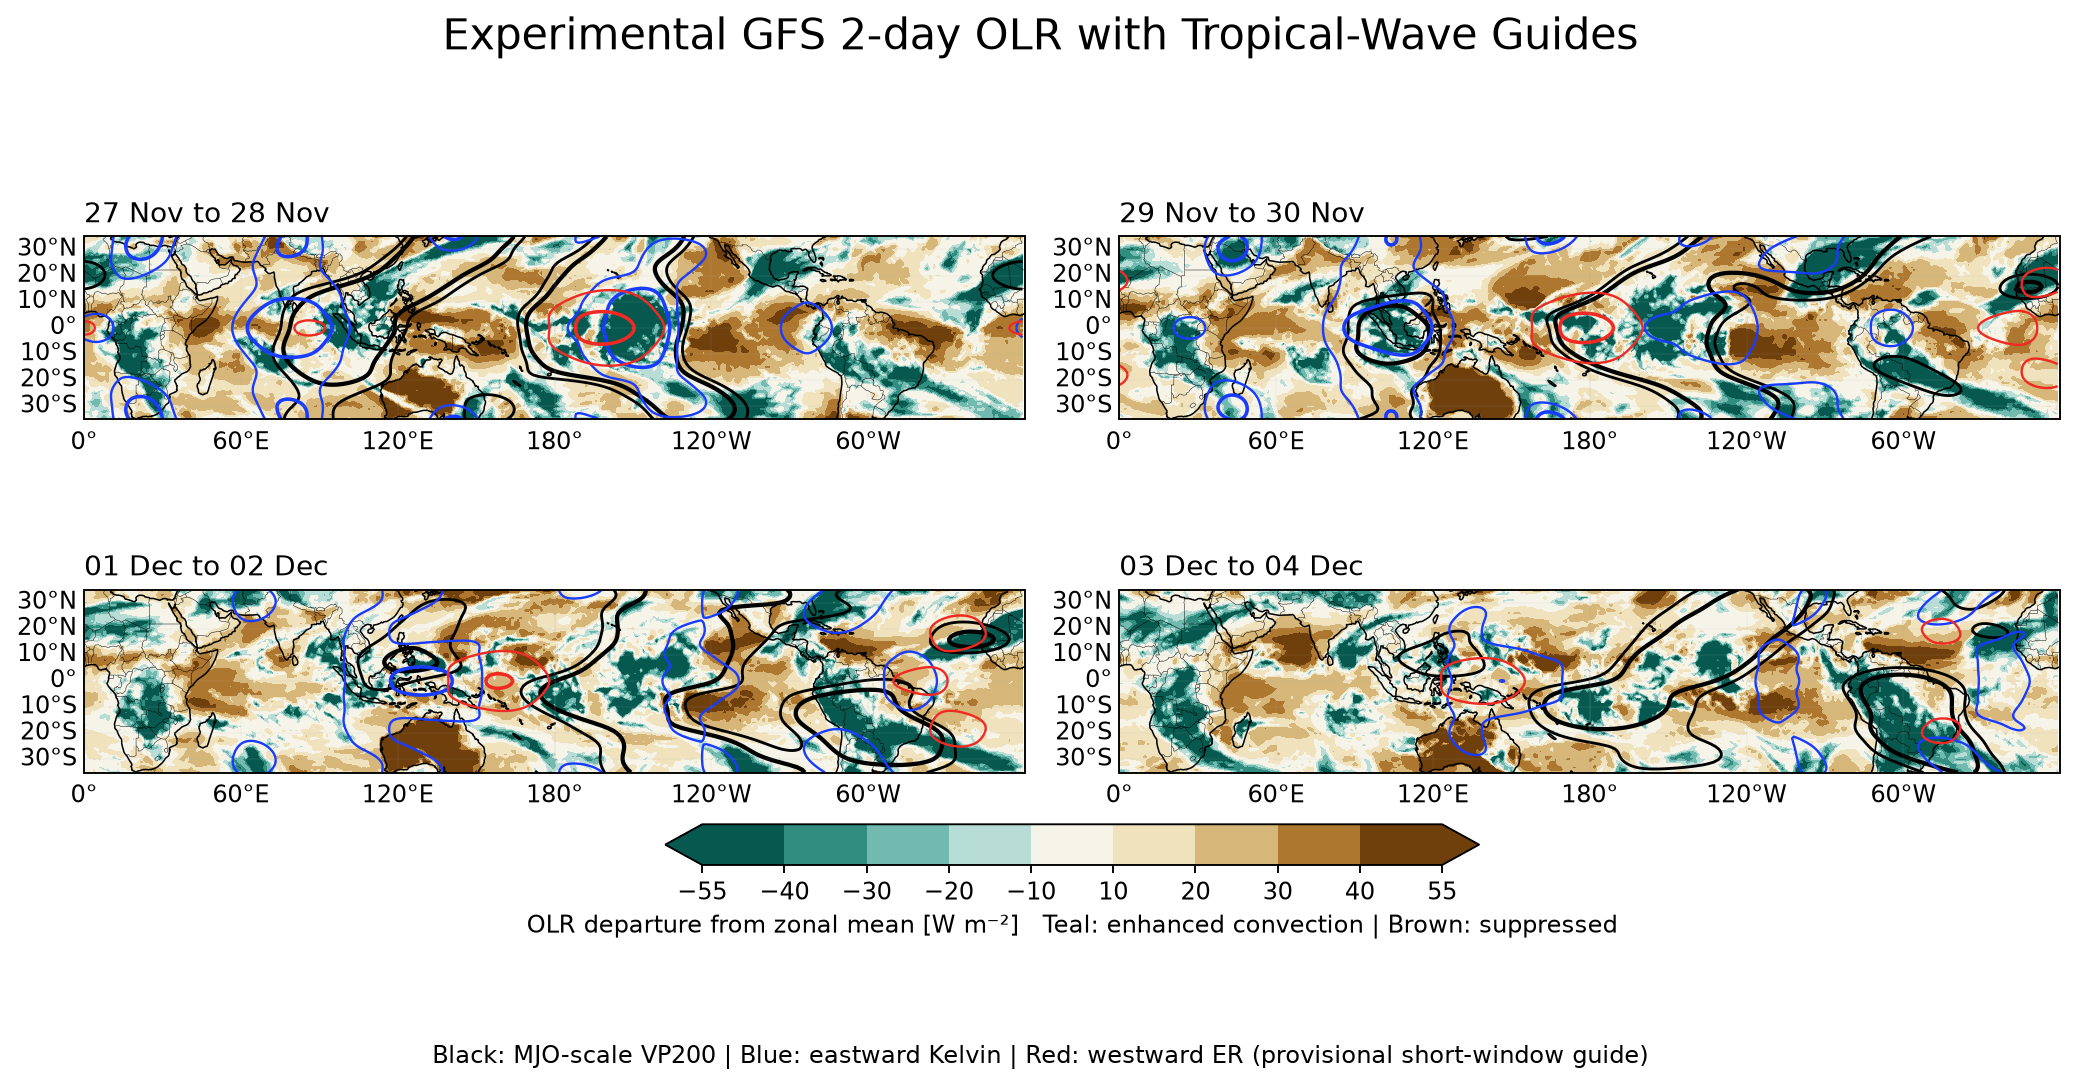 Experimental GFS 2-day OLR with Tropical-Wave Guides
27 Nov to 28 Nov
30°N
20°N
10°N
0°
10°S
20°S
30°S
0° 60°E 120°E 180° 120°W 60°W
29 Nov to 30 Nov
30°N
20°N
10°N
0°
10°S
20°S
30°S
0° 60°E 120°E 180° 120°W 60°W
01 Dec to 02 Dec
30°N
20°N
10°N
0°
10°S
20°S
30°S
0° 60°E 120°E 180° 120°W 60°W
03 Dec to 04 Dec
30°N
20°N
10°N
0°
10°S
20°S
30°S
0° 60°E 120°E 180° 120°W 60°W
−55 −40 −30 −20 −10 10 20 30 40 55
OLR departure from zonal mean [W m⁻²] Teal: enhanced convection | Brown: suppressed
Black: MJO-scale VP200 | Blue: eastward Kelvin | Red: westward ER (provisional short-window guide)